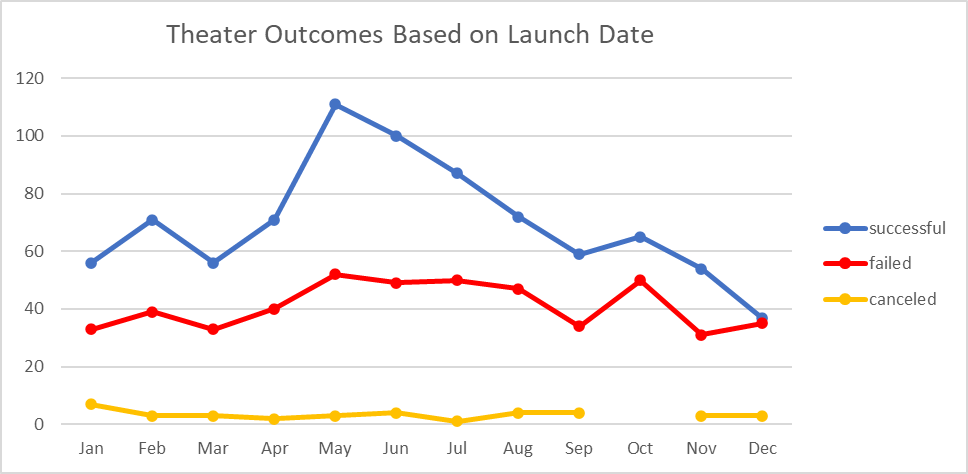 Theater Outcomes Based on Launch Date
120
100
80
60
40
20
0
Jan Feb Mar Apr May Jun Jul Aug Sep Oct Nov Dec
successful
failed
canceled